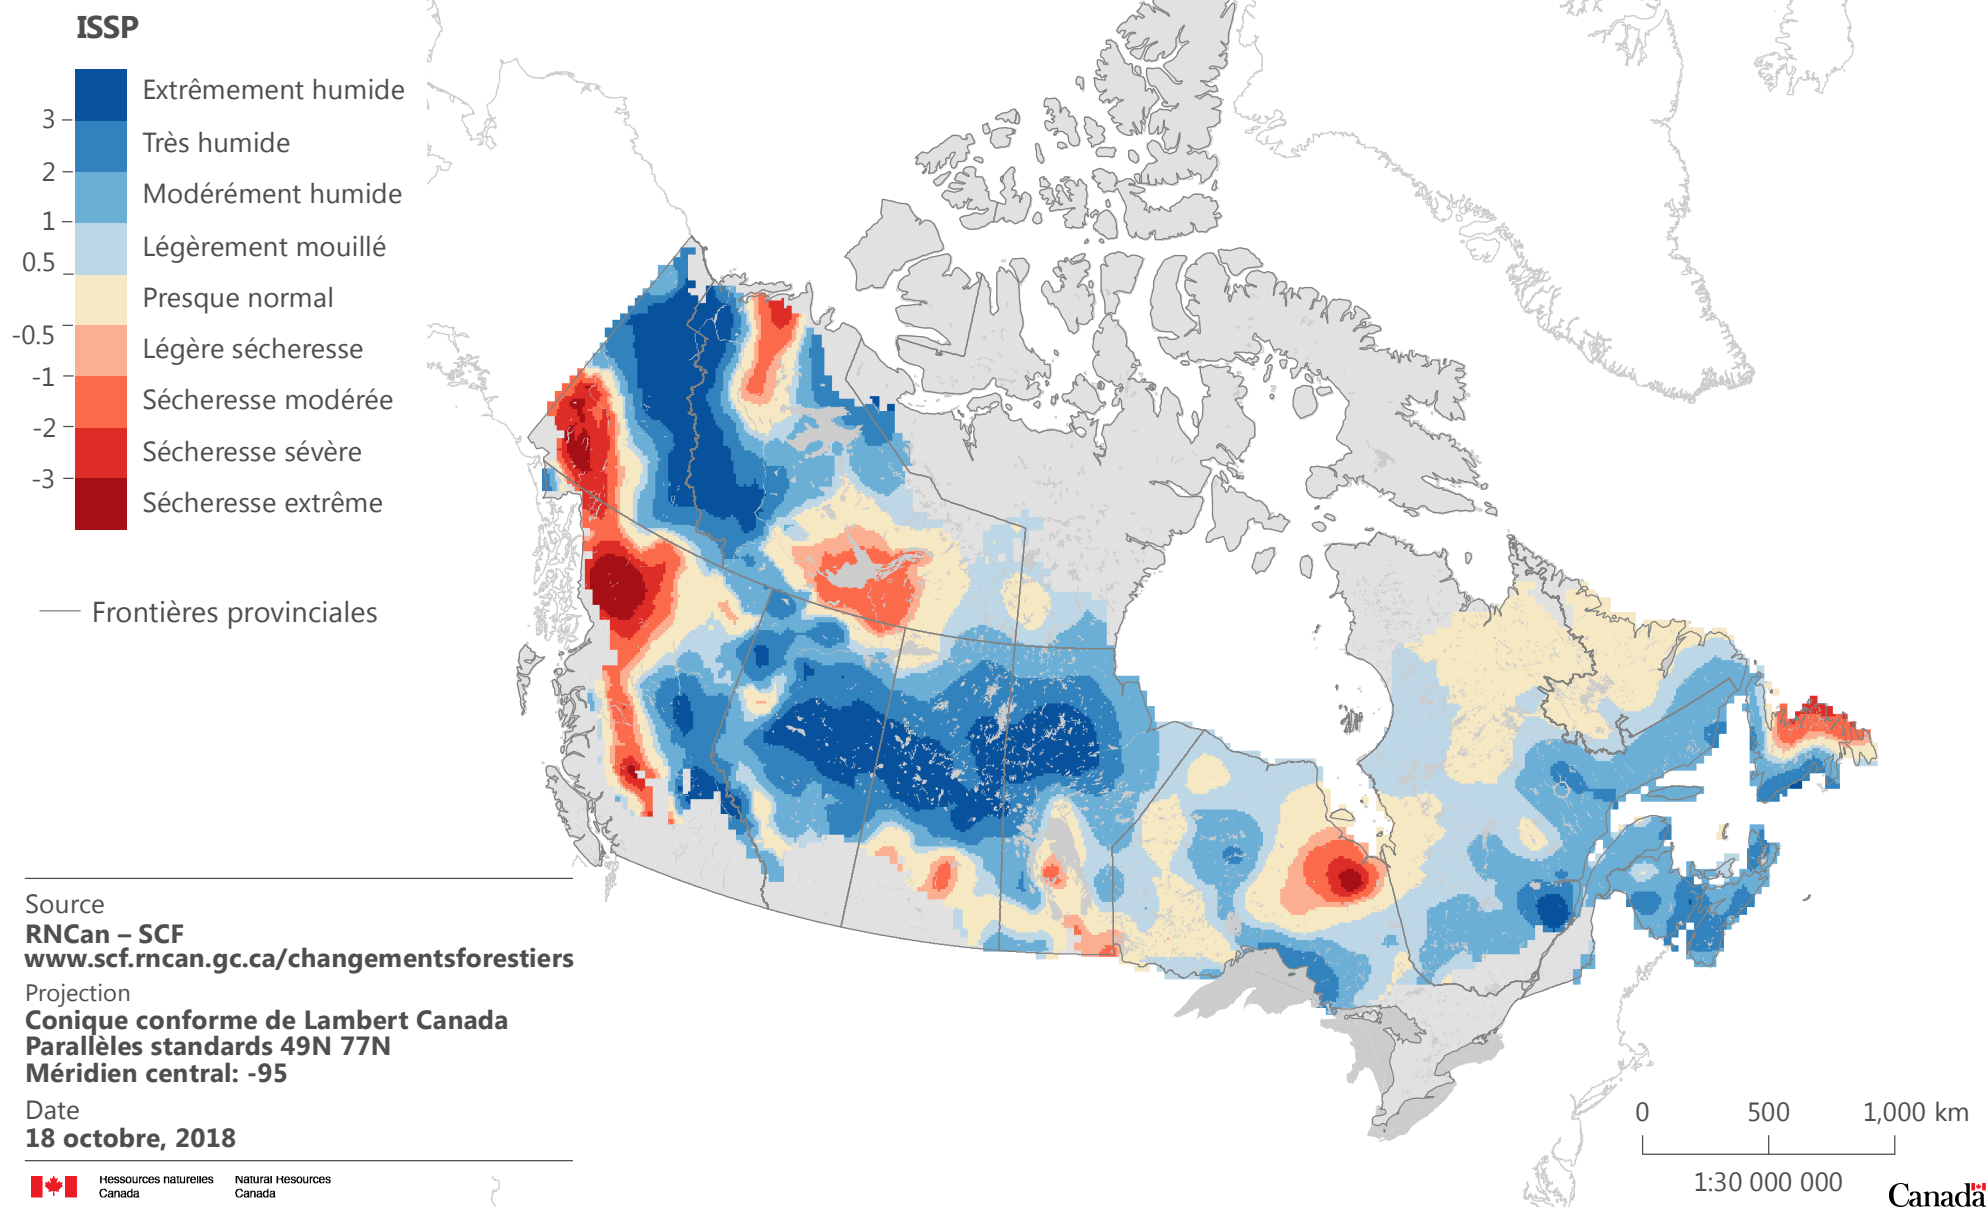 ISSP
Extrêmement humide
3
Très humide
2
Modérément humide
1
Légèrement mouillé
0.5
Presque normal
-0.5
Légère sécheresse
-1
Sécheresse modérée
-2
Sécheresse sévère
-3
Sécheresse extrême
Frontières provinciales
Source
RNCan – SCF
www.scf.rncan.gc.ca/changementsforestiers
Projection
Conique conforme de Lambert Canada
Parallèles standards 49N 77N
Méridien central: -95
Date
18 octobre, 2018
Ressources naturelles Natural Resources
Canada Canada
0 500 1,000 km
1:30 000 000
Canada